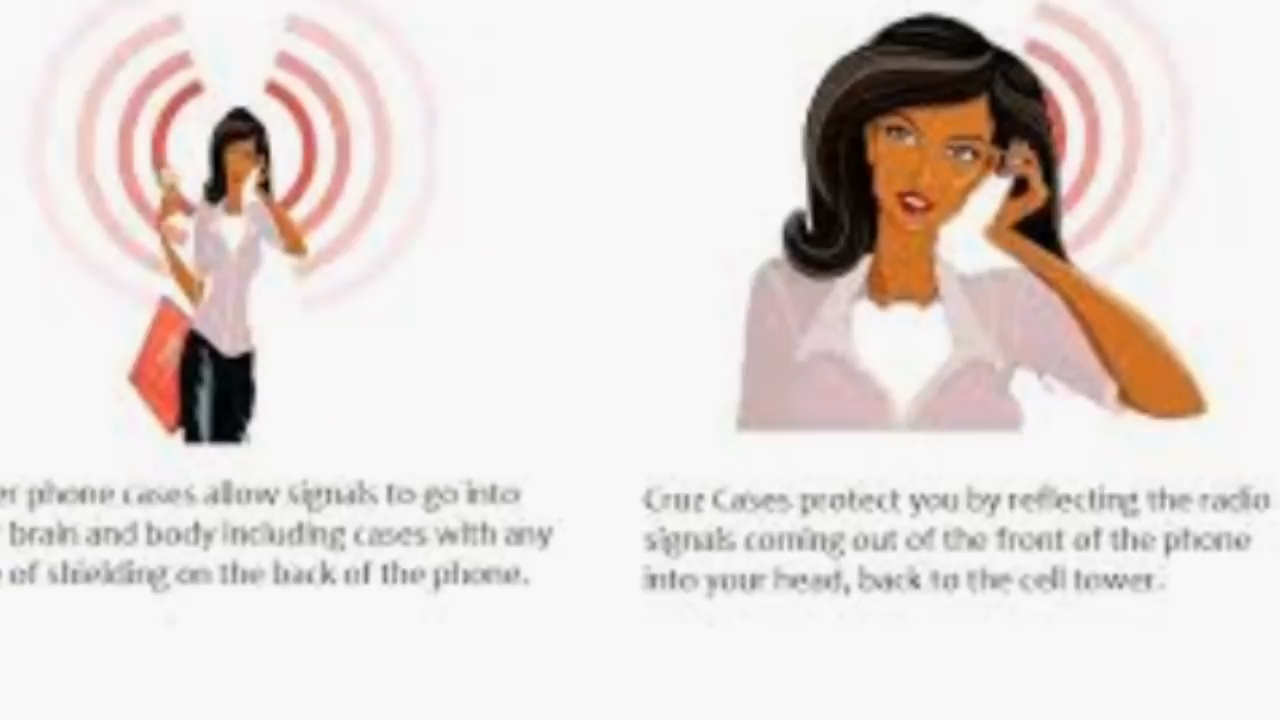 er phone cases allow signals to go into
brain and body including cases with any
of shielding on the back of the phone.
Cruz Cases protect you by reflecting the radio
signals coming out of the front of the phone
into your head, back to the cell tower.